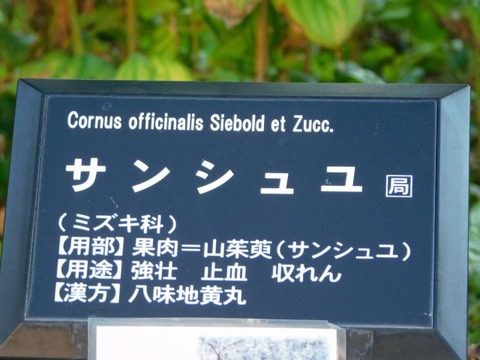 Cornus officinalis Siebold et Zucc.
サンシュユ 局
(ミズキ科)
【用部】果肉=山茱萸(サンシュユ)
【用途】強壮 止血 収れん
【漢方】八味地黄丸